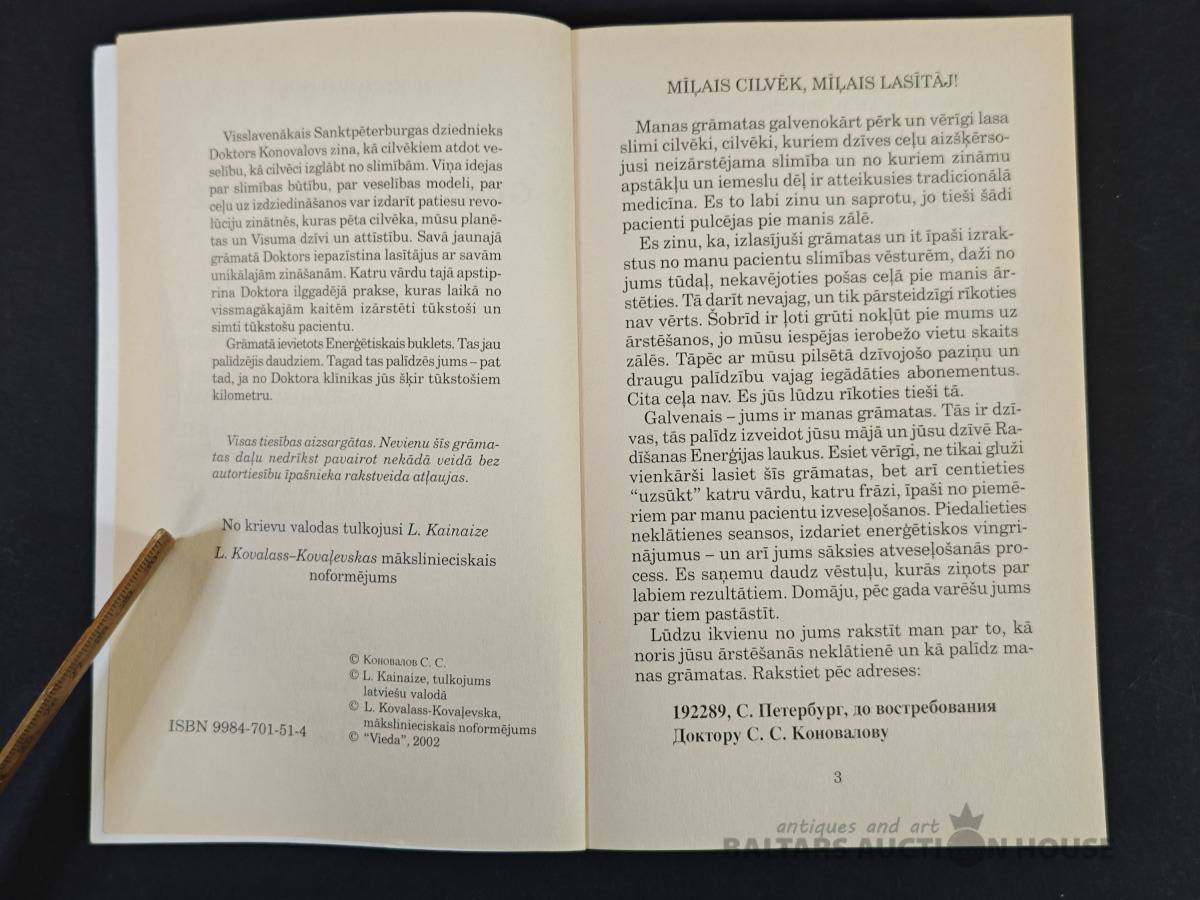 Visslavenākais Sanktpēterburgas dziednieks
Doktors Konovalovs zina, kā cilvēkiem atdot ve-
selību, kā cilvēci izglābt no slimībām. Viņa idejas
par slimības būtību, par veselības modeli, par
ceļu uz izdziedināšanos var izdarīt patiesu revo-
lūciju zinātnēs, kuras pēta cilvēka, mūsu planē-
tas un Visuma dzīvi un attīstību. Savā jaunajā
grāmatā Doktors iepazīstina lasītājus ar savām
unikālajām zināšanām. Katru vārdu tajā apstip-
rina Doktora ilggadējā prakse, kuras laikā no
vissmagākajām kaitēm izārstēti tūkstoši un
simti tūkstošu pacientu.
Grāmatā ievietots Enerģētiskais buklets. Tas jau
palīdzējis daudziem. Tagad tas palīdzēs jums – pat
tad, ja no Doktora klīnikas jūs šķir tūkstošiem
kilometru.
Visas tiesības aizsargātas. Nevienu šīs grāma-
tas daļu nedrīkst pavairot nekādā veidā bez
autortiesību īpašnieka rakstveida atļaujas.
No krievu valodas tulkojusi L. Kainaize
L. Kovalass–Kovaļevskas mākslinieciskais
noformējums
© Коновалов С. С.
© L. Kainaize, tulkojums
latviešu valodā
© L. Kovalass-Kovaļevska,
mākslinieciskais noformējums
© "Vieda", 2002
ISBN 9984-701-51-4
MĪĻAIS CILVĒK, MĪĻAIS LASĪTĀJ!
Manas grāmatas galvenokārt pērk un vērīgi lasa
slimi cilvēki, cilvēki, kuriem dzīves ceļu aizšķērso-
jusi neizārstējama slimība un no kuriem zināmu
apstākļu un iemeslu dēļ ir atteikusies tradicionālā
medicīna. Es to labi zinu un saprotu, jo tieši šādi
pacienti pulcējas pie manis zālē.
Es zinu, ka, izlasījuši grāmatas un it īpaši izrak-
stus no manu pacientu slimības vēsturēm, daži no
jums tūdaļ, nekavējoties pošas ceļā pie manis ār-
stēties. Tā darīt nevajag, un tik pārsteidzīgi rīkoties
nav vērts. Šobrīd ir ļoti grūti nokļūt pie mums uz
ārstēšanos, jo mūsu iespējas ierobežo vietu skaits
zālēs. Tāpēc ar mūsu pilsētā dzīvojošo paziņu un
draugu palīdzību vajag iegādāties abonementus.
Cita ceļa nav. Es jūs lūdzu rīkoties tieši tā.
Galvenais – jums ir manas grāmatas. Tās ir dzī-
vas, tās palīdz izveidot jūsu mājā un jūsu dzīvē Ra-
dīšanas Enerģijas laukus. Esiet vērīgi, ne tikai gluži
vienkārši lasiet šīs grāmatas, bet arī centieties
"uzsūkt" katru vārdu, katru frāzi, īpaši no piemē-
riem par manu pacientu izveseļošanos. Piedalieties
neklātienes seansos, izdariet enerģētiskos vingri-
nājumus – un arī jums sāksies atveseļošanās pro-
cess. Es saņemu daudz vēstuļu, kurās ziņots par
labiem rezultātiem. Domāju, pēc gada varēšu jums
par tiem pastāstīt.
Lūdzu ikvienu no jums rakstīt man par to, kā
noris jūsu ārstēšanās neklātienē un kā palīdz ma-
nas grāmatas. Rakstiet pēc adreses:
192289, С. Петербург, до востребования
Доктору С. С. Коновалову
3
antiques and art
BALTARS AUCTION HOUSE